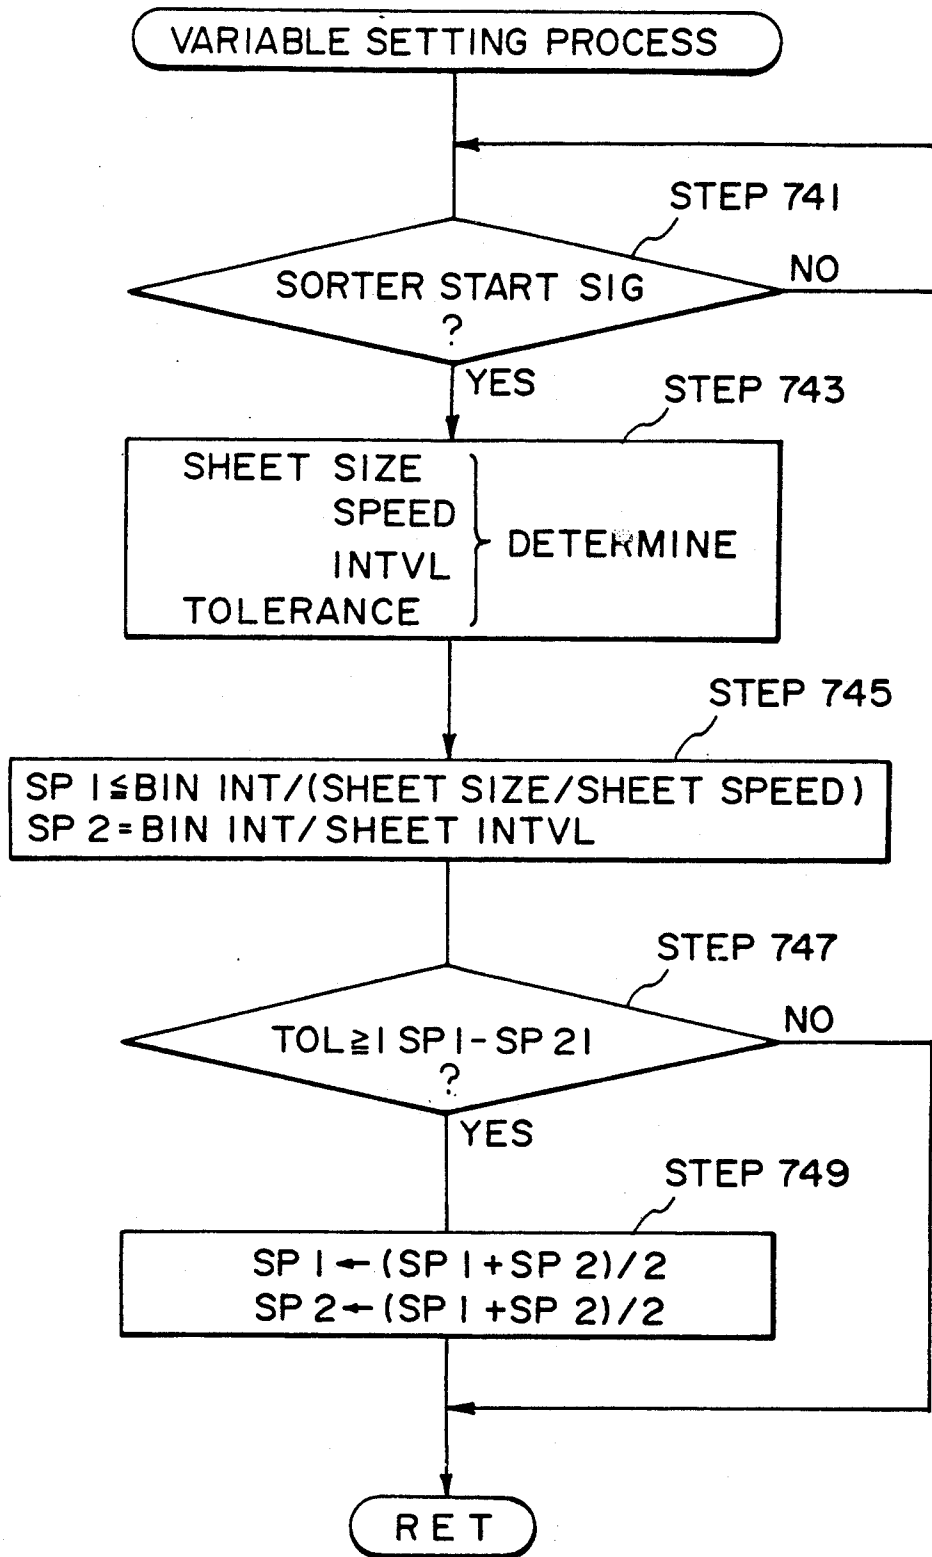 VARIABLE SETTING PROCESS
STEP 741
SORTER START SIG
?
NO
YES
STEP 743
SHEET SIZE
SPEED
INTVL
TOLERANCE
DETERMINE
STEP 745
SP 1≦BIN INT/(SHEET SIZE/SHEET SPEED)
SP 2=BIN INT/SHEET INTVL
STEP 747
TOL≧|SP1-SP2|
?
NO
YES
STEP 749
SP 1←(SP 1+SP 2)/2
SP 2←(SP 1+SP 2)/2
RET